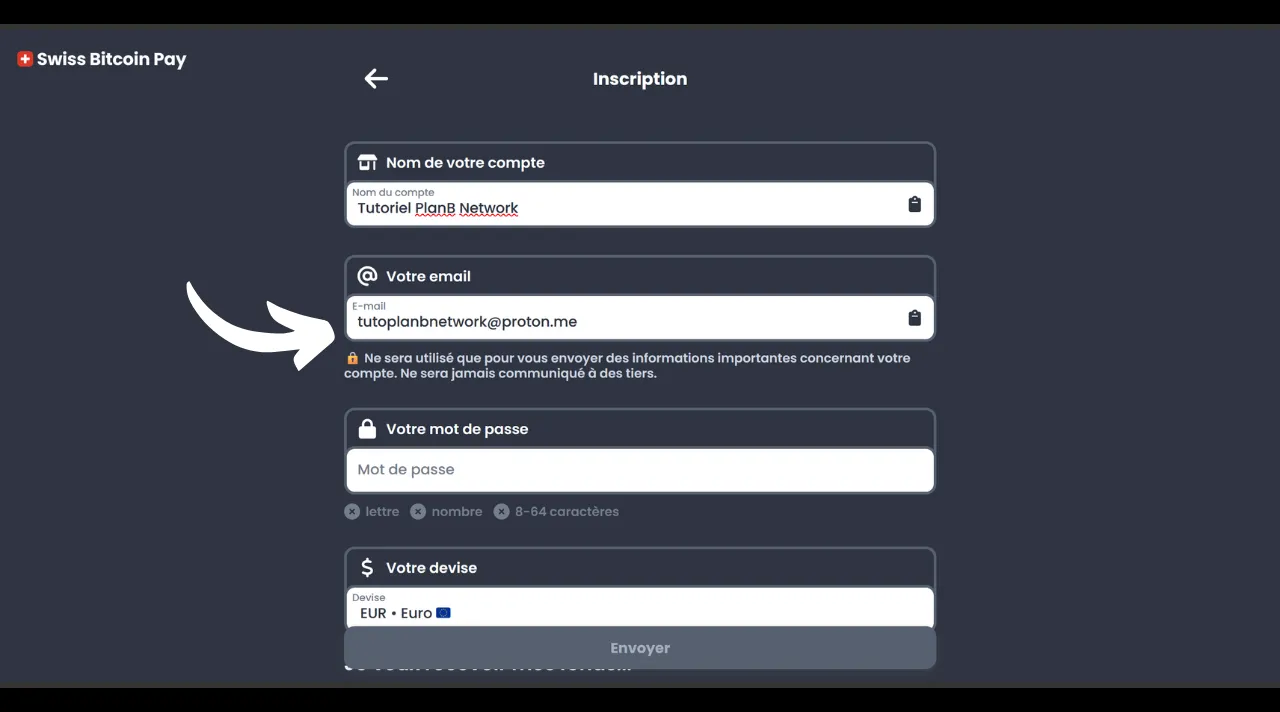 Swiss Bitcoin Pay
Inscription
Nom de votre compte
Nom du compte
Tutoriel PlanB Network
Votre email
E-mail
tutoplanbnetwork@proton.me
Ne sera utilisé que pour vous envoyer des informations importantes concernant votre
compte. Ne sera jamais communiqué à des tiers.
Votre mot de passe
Mot de passe
lettre nombre 8-64 caractères
Votre devise
Devise
EUR • Euro
Envoyer